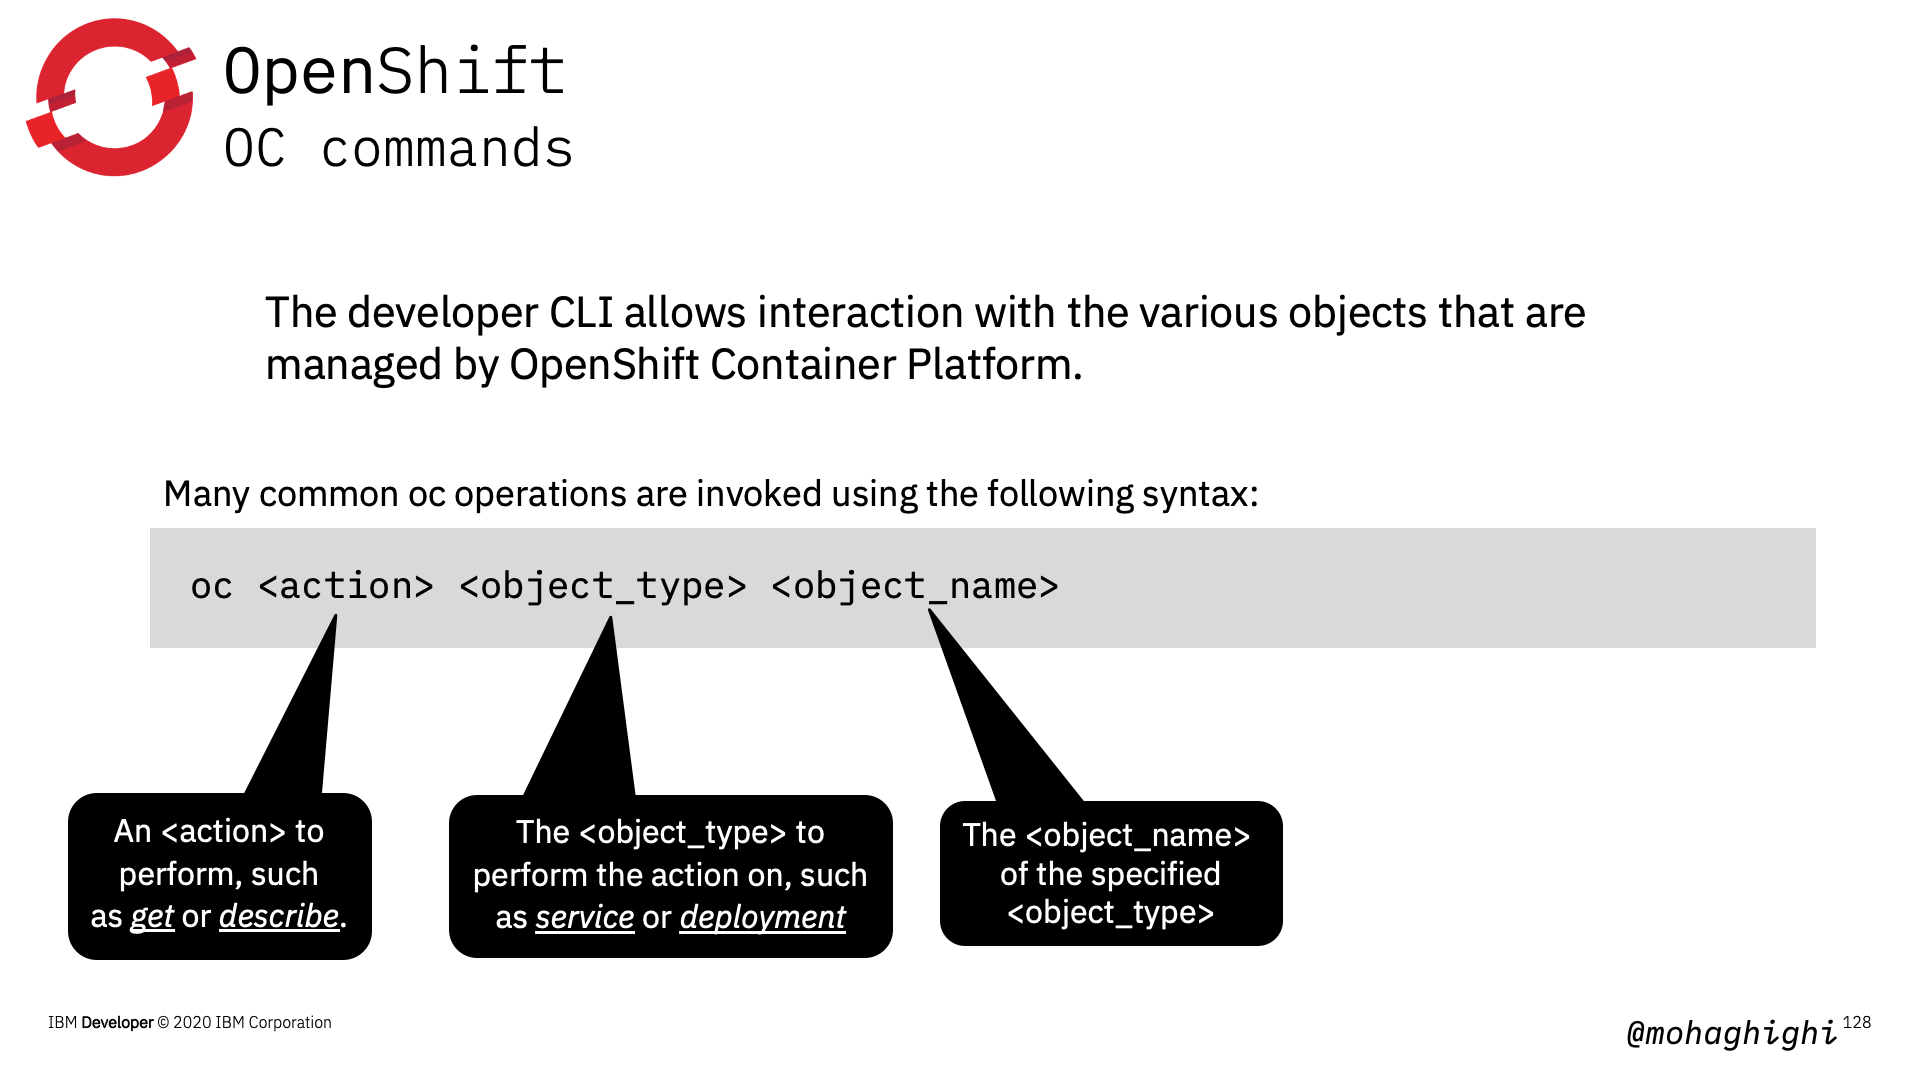 OpenShift
OC commands
The developer CLI allows interaction with the various objects that are
managed by OpenShift Container Platform.
Many common oc operations are invoked using the following syntax:
oc <action> <object_type> <object_name>
An <action> to
perform, such
as get or describe.
The <object_type> to
perform the action on, such
as service or deployment
The <object_name>
of the specified
<object_type>
IBM Developer © 2020 IBM Corporation
@mohaghighi 128